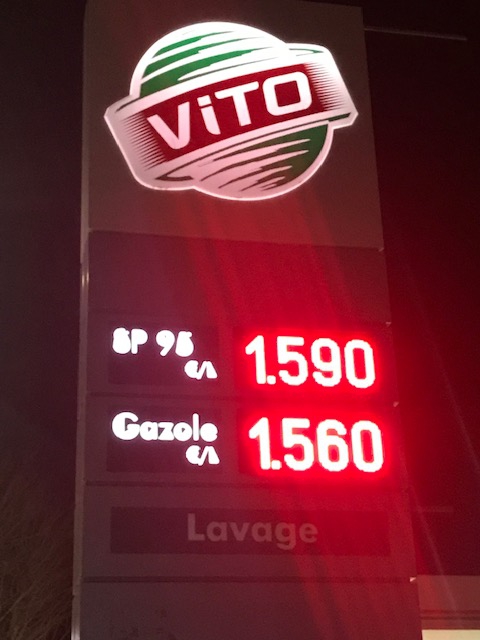 ViTO
SP 95 1.590
€/l
Gazole 1.560
€/l
Lavage